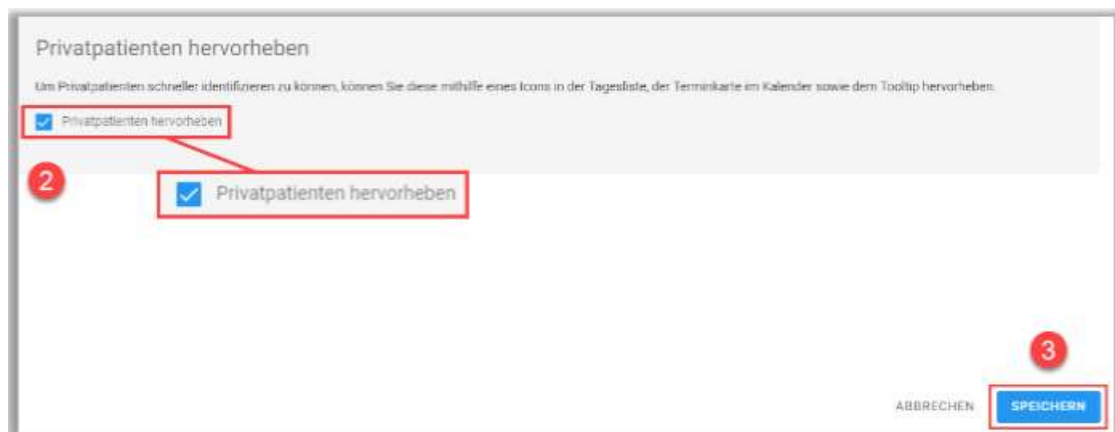 Privatpatienten hervorheben
Um Privatpatienten schneller identifizieren zu können, können Sie diese mithilfe eines Icons in der Tagesliste, der Terminkarte im Kalender sowie dem Tooltip hervorheben.
Privatpatienten hervorheben
2
Privatpatienten hervorheben
3
ABBRECHEN SPEICHERN